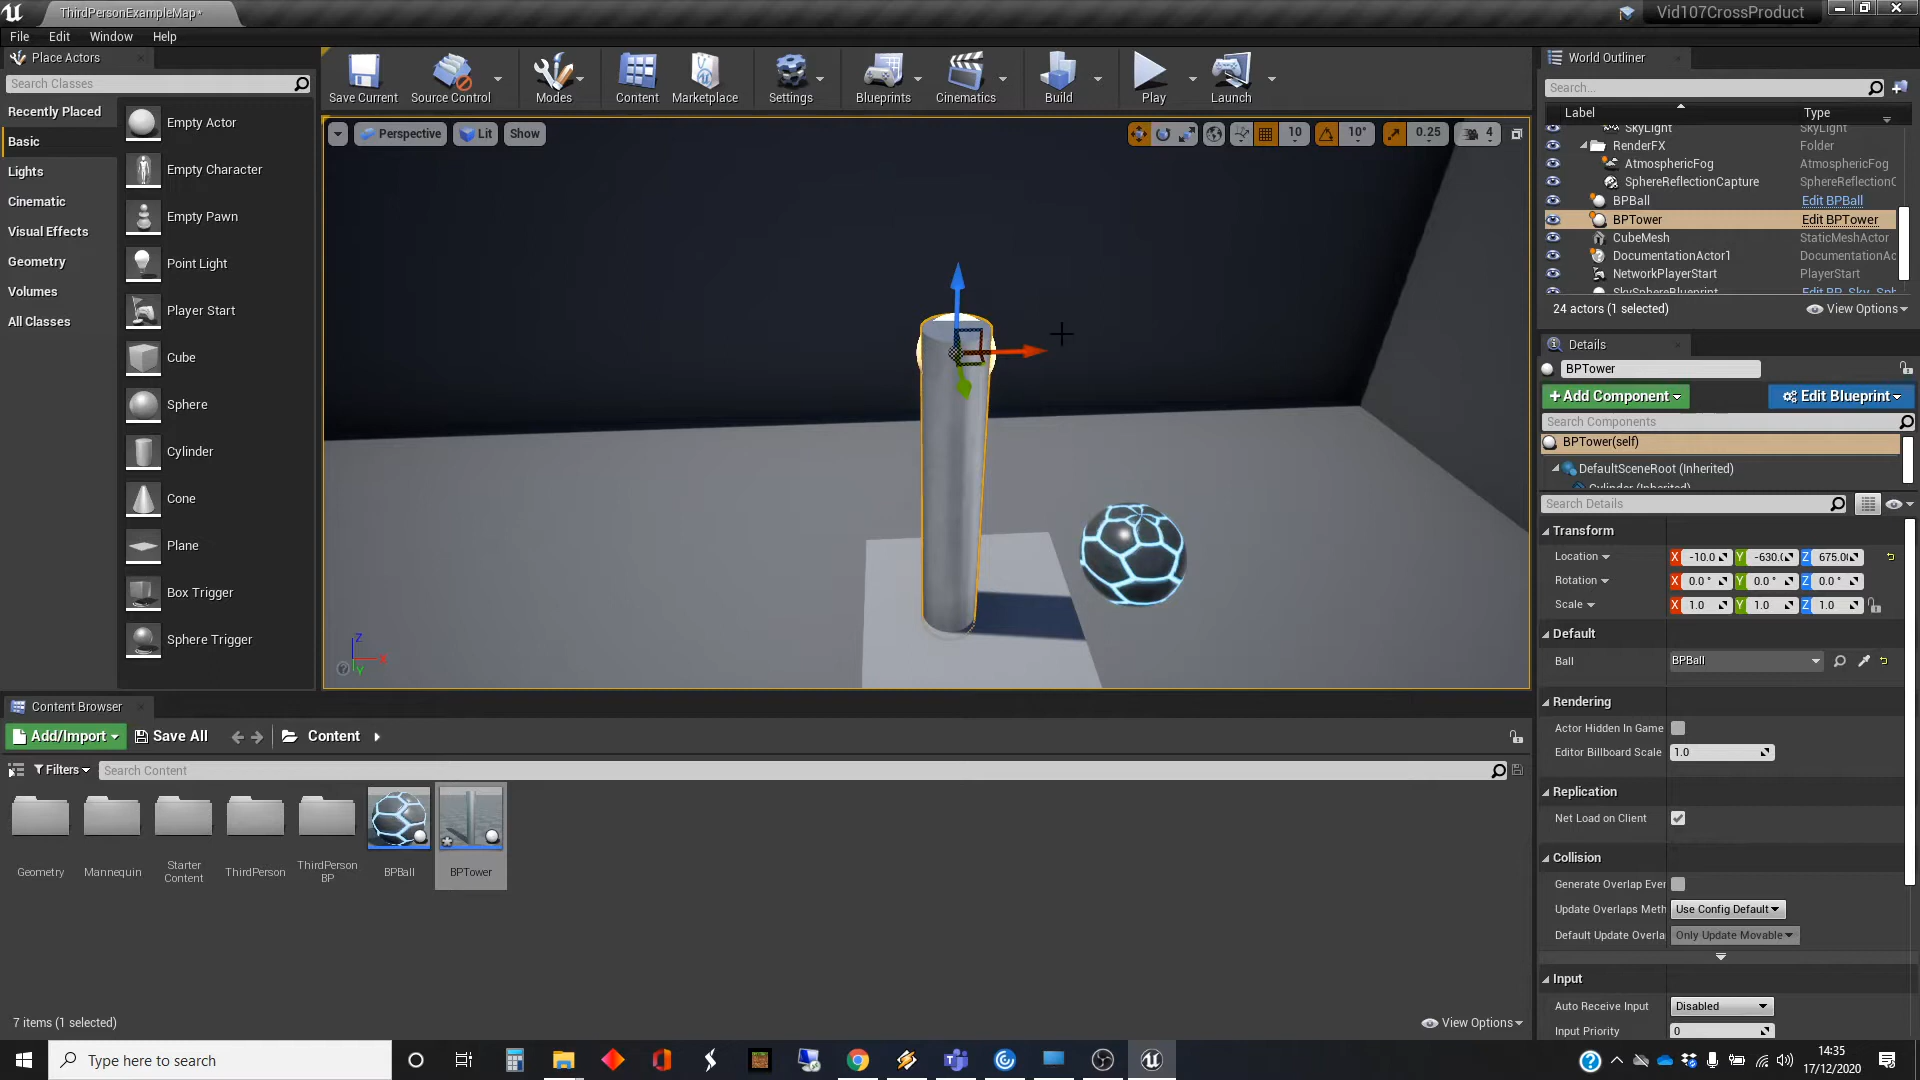 ThirdPersonExampleMap*
Vid107CrossProduct
File Edit Window Help
Place Actors
Search Classes
Recently Placed
Basic
Lights
Cinematic
Visual Effects
Geometry
Volumes
All Classes
Empty Actor
Empty Character
Empty Pawn
Point Light
Player Start
Cube
Sphere
Cylinder
Cone
Plane
Box Trigger
Sphere Trigger
Save Current
Source Control
Modes
Content
Marketplace
Settings
Blueprints
Cinematics
Build
Play
Launch
Perspective
Lit
Show
10
10°
0.25
4
Z
X
Y
World Outliner
Search...
Label Type
SkyLight SkyLight
RenderFX Folder
AtmosphericFog AtmosphericFog
SphereReflectionCapture SphereReflectionC
BPBall Edit BPBall
BPTower Edit BPTower
CubeMesh StaticMeshActor
DocumentationActor1 DocumentationAc
NetworkPlayerStart PlayerStart
SkySphereBlueprint Edit BP_Sky_Sph
24 actors (1 selected) View Options
Details
BPTower
+Add Component Edit Blueprint
Search Components
BPTower(self)
DefaultSceneRoot (Inherited)
Cylinder (Inherited)
Search Details
Transform
Location X -10.0 Y -630.0 Z 675.0
Rotation X 0.0 ° Y 0.0 ° Z 0.0 °
Scale X 1.0 Y 1.0 Z 1.0
Default
Ball BPBall
Rendering
Actor Hidden In Game
Editor Billboard Scale 1.0
Replication
Net Load on Client
Collision
Generate Overlap Ever
Update Overlaps Meth Use Config Default
Default Update Overla Only Update Movable
Input
Auto Receive Input Disabled
Input Priority 0
Content Browser
Add/Import Save All Content
Filters Search Content
Geometry
Mannequin
Starter
Content
ThirdPerson
ThirdPerson
BP
BPBall
BPTower
7 items (1 selected) View Options
Type here to search
14:35
17/12/2020